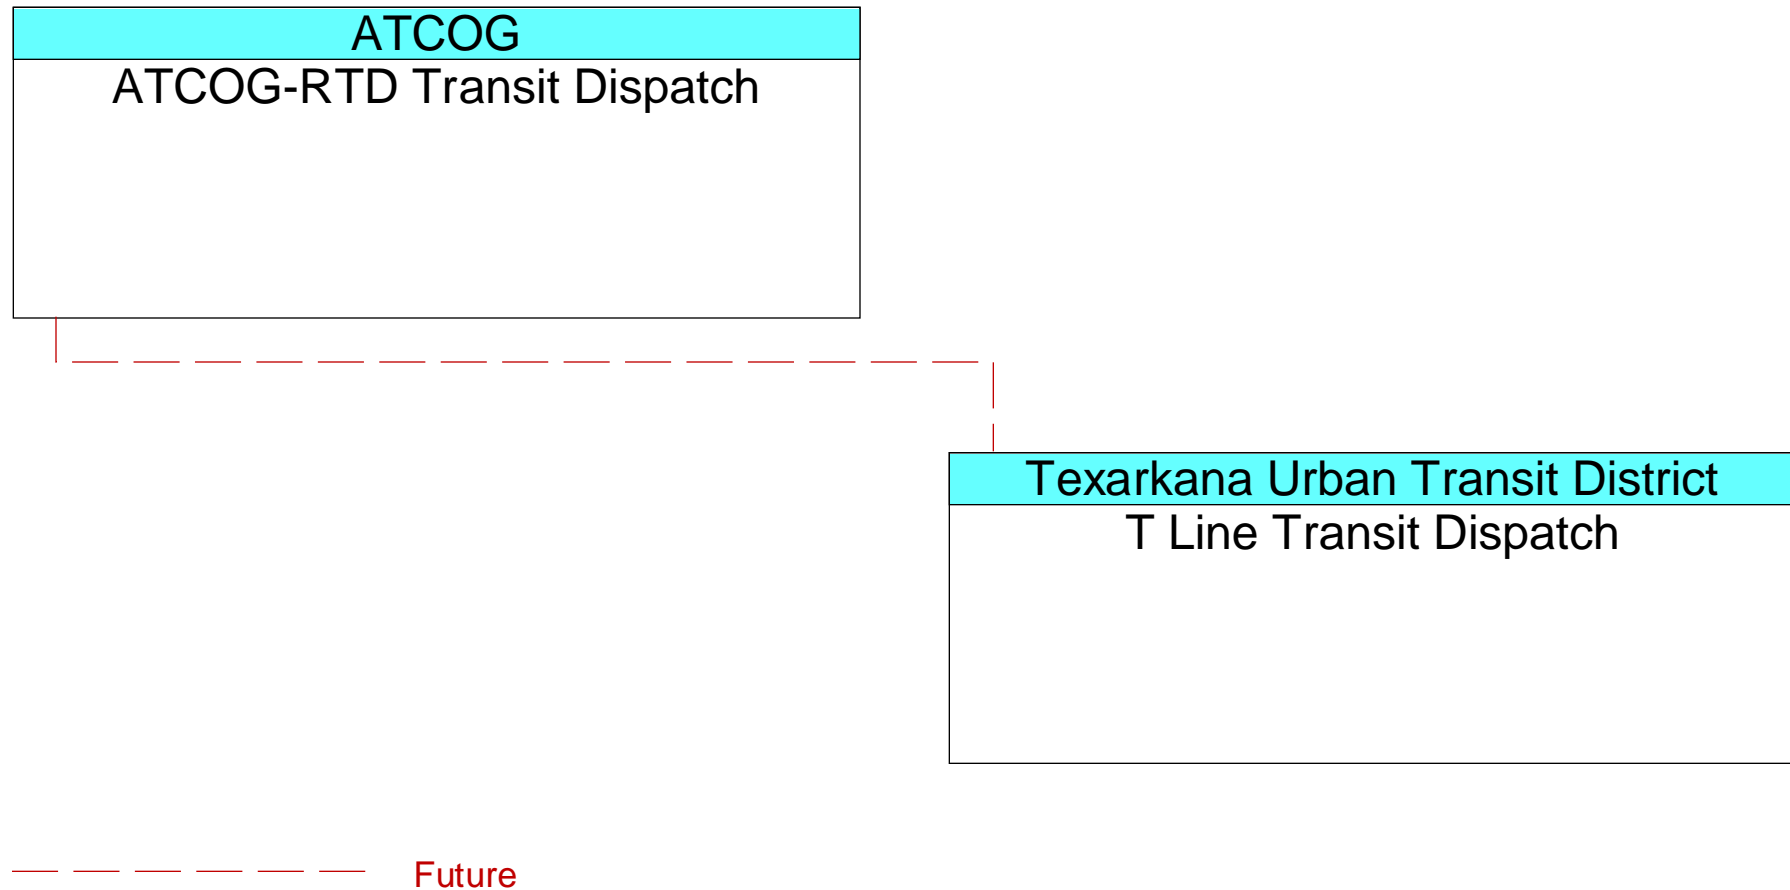 ATCOG
ATCOG-RTD Transit Dispatch
Texarkana Urban Transit District
T Line Transit Dispatch
Future